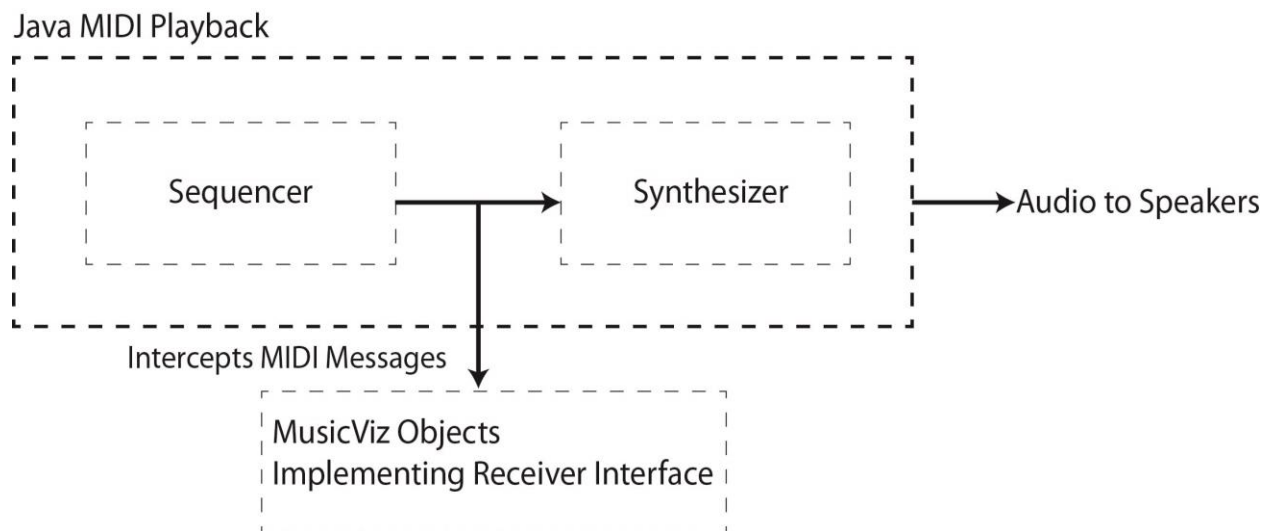 Java MIDI Playback
Sequencer
Synthesizer
Audio to Speakers
Intercepts MIDI Messages
MusicViz Objects
Implementing Receiver Interface